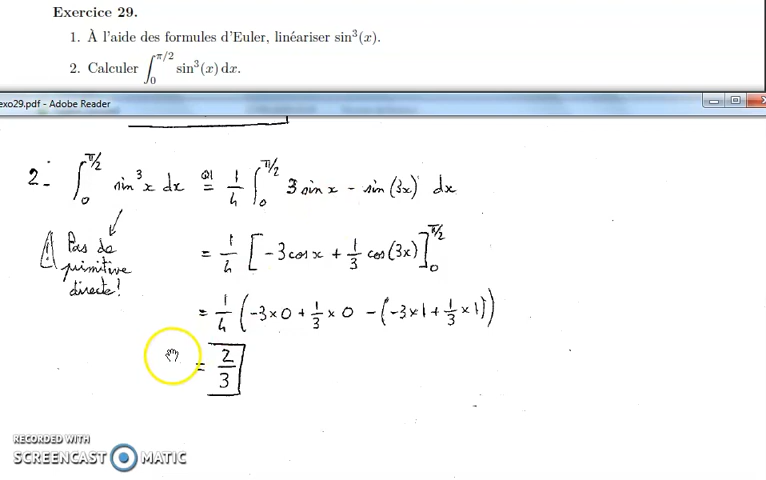 Exercice 29.
1. À l'aide des formules d'Euler, linéariser sin³(x).
2. Calculer ∫₀^{π/2} sin³(x) dx.
exo29.pdf - Adobe Reader
2- ∫₀^{π/2} sin³x dx Q1= 1/4 ∫₀^{π/2} 3 sin x - sin(3x) dx
⚠ Pas de primitive directe!
= 1/4 [-3 cos x + 1/3 cos(3x)]₀^{π/2}
= 1/4 (-3×0 + 1/3 × 0 - (-3×1 + 1/3 ×1))
= 2/3
RECORDED WITH
SCREENCAST MATIC